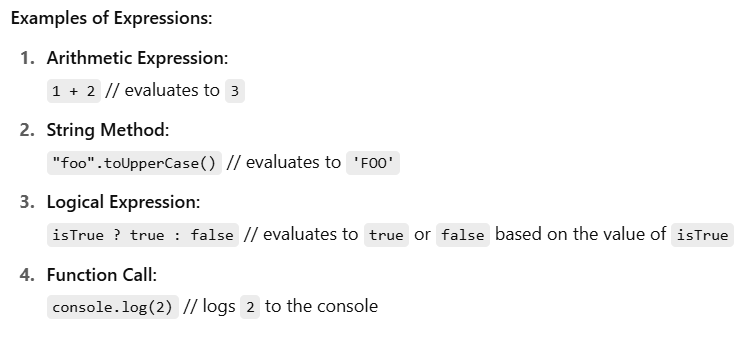 Examples of Expressions:
1. Arithmetic Expression:
1 + 2 // evaluates to 3
2. String Method:
"foo".toUpperCase() // evaluates to 'FOO'
3. Logical Expression:
isTrue ? true : false // evaluates to true or false based on the value of isTrue
4. Function Call:
console.log(2) // logs 2 to the console